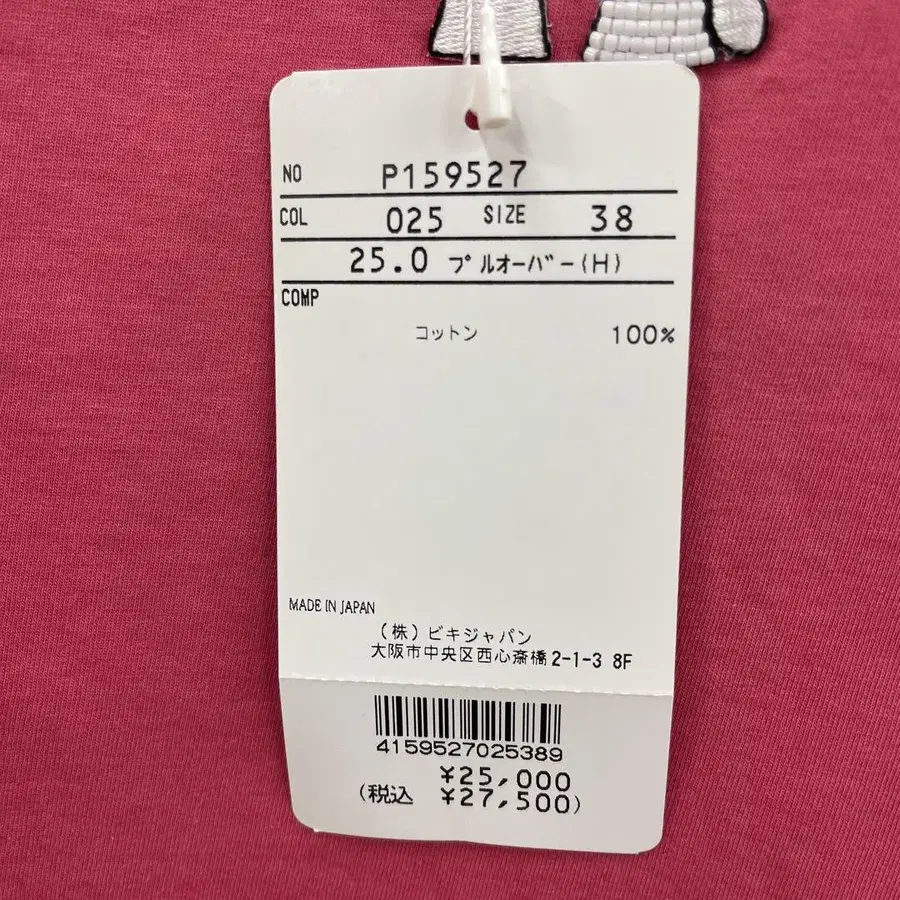 NO P159527
COL 025 SIZE 38
25.0 プルオーバー(H)
COMP
コットン 100%
MADE IN JAPAN
(株)ビキジャパン
大阪市中央区西心斎橋2-1-3 8F
4159527025389
¥25,000
(税込 ¥27,500)